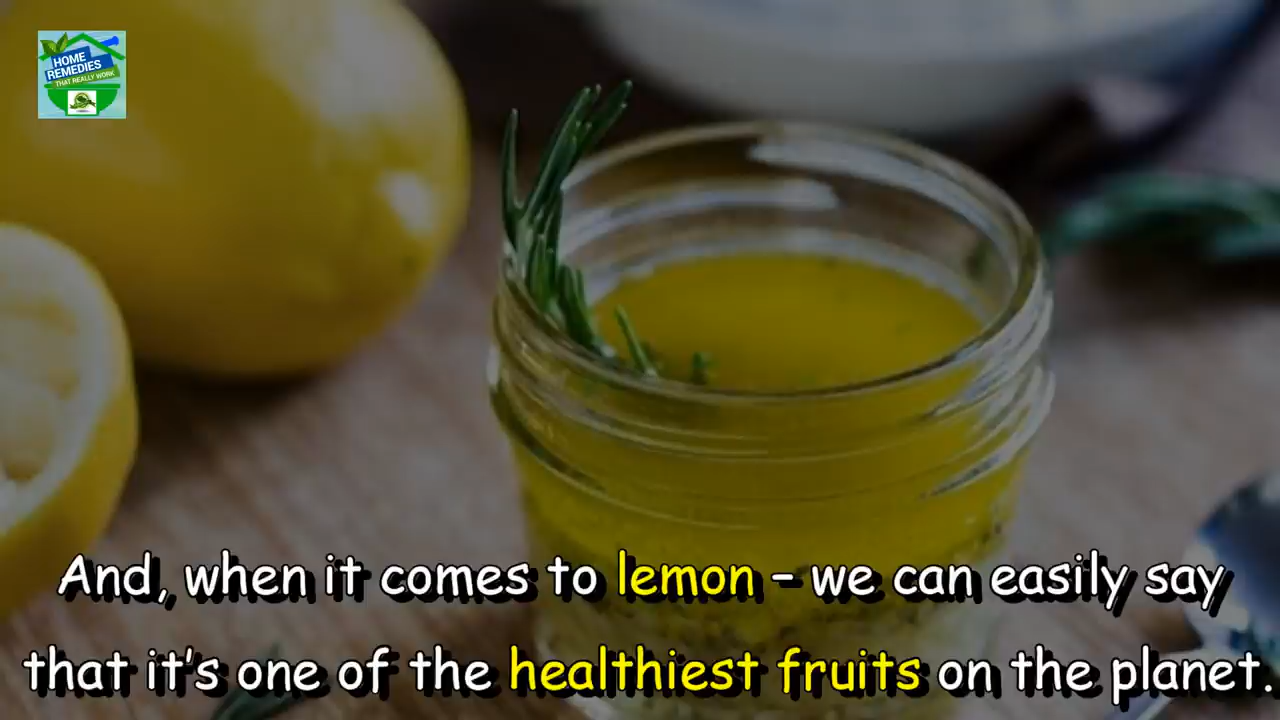 HOME
REMEDIES
THAT REALLY WORK
And, when it comes to lemon – we can easily say
that it's one of the healthiest fruits on the planet.